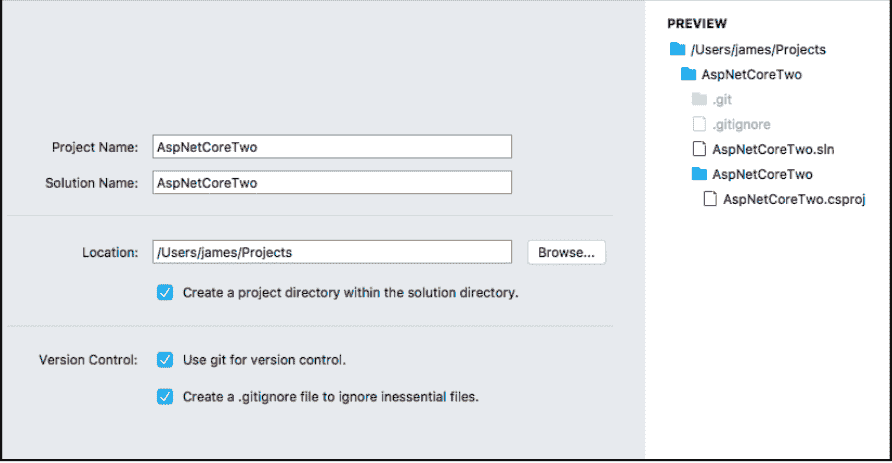 Project Name: AspNetCoreTwo
Solution Name: AspNetCoreTwo
Location: /Users/james/Projects Browse...
Create a project directory within the solution directory.
Version Control: Use git for version control.
Create a .gitignore file to ignore inessential files.
PREVIEW
/Users/james/Projects
AspNetCoreTwo
.git
.gitignore
AspNetCoreTwo.sln
AspNetCoreTwo
AspNetCoreTwo.csproj